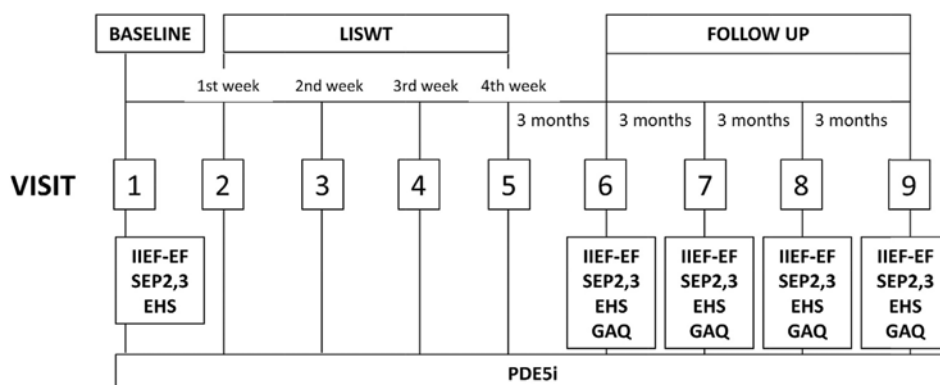 BASELINE LISWT FOLLOW UP
1st week 2nd week 3rd week 4th week
3 months 3 months 3 months 3 months
VISIT 1 2 3 4 5 6 7 8 9
IIEF-EF IIEF-EF IIEF-EF IIEF-EF IIEF-EF
SEP2,3 SEP2,3 SEP2,3 SEP2,3 SEP2,3
EHS EHS EHS EHS EHS
GAQ GAQ GAQ GAQ
PDE5i